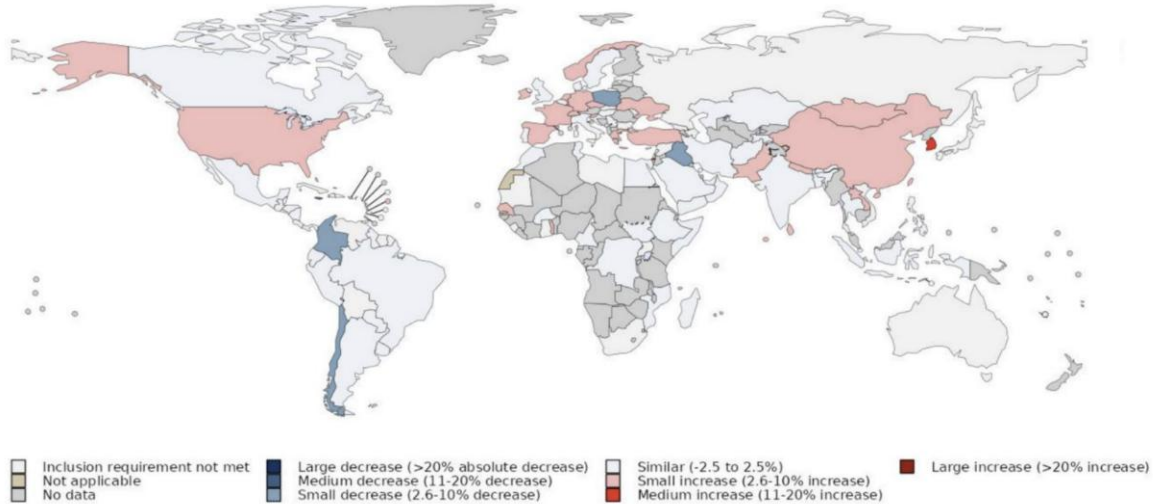 Inclusion requirement not met
Not applicable
No data
Large decrease (>20% absolute decrease)
Medium decrease (11-20% decrease)
Small decrease (2.6-10% decrease)
Similar (-2.5 to 2.5%)
Small increase (2.6-10% increase)
Medium increase (11-20% increase)
Large increase (>20% increase)